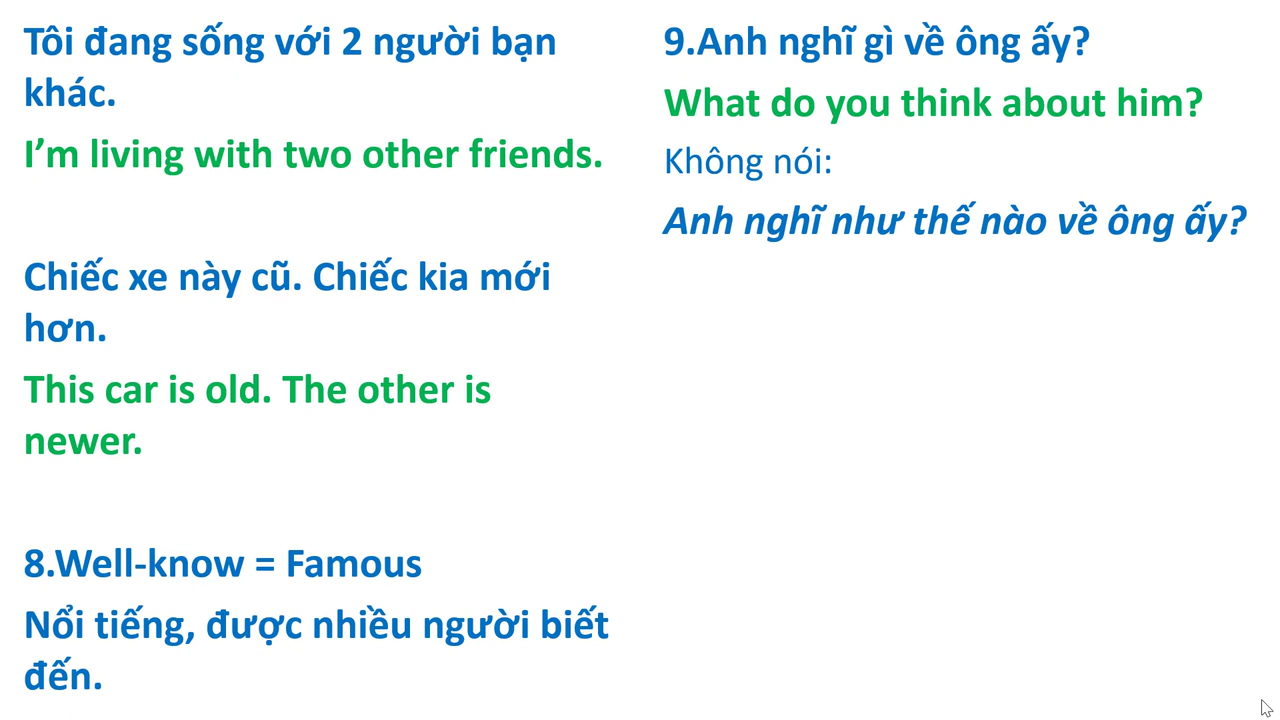 Tôi đang sống với 2 người bạn
khác.
I’m living with two other friends.
Chiếc xe này cũ. Chiếc kia mới
hơn.
This car is old. The other is
newer.
8.Well-know = Famous
Nổi tiếng, được nhiều người biết
đến.
9.Anh nghĩ gì về ông ấy?
What do you think about him?
Không nói:
Anh nghĩ như thế nào về ông ấy?